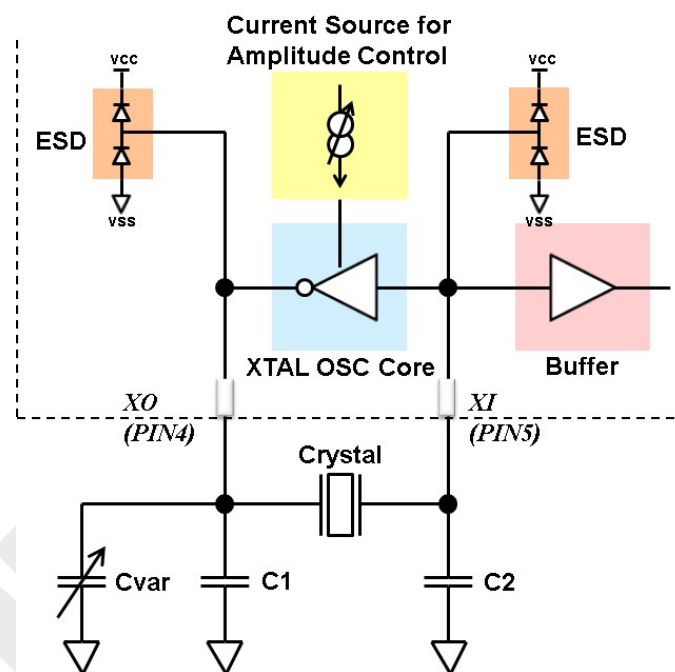 Current Source for
Amplitude Control
vcc
vcc
ESD
ESD
vss
vss
XTAL OSC Core
Buffer
XO
(PIN4)
XI
(PIN5)
Crystal
Cvar
C1
C2